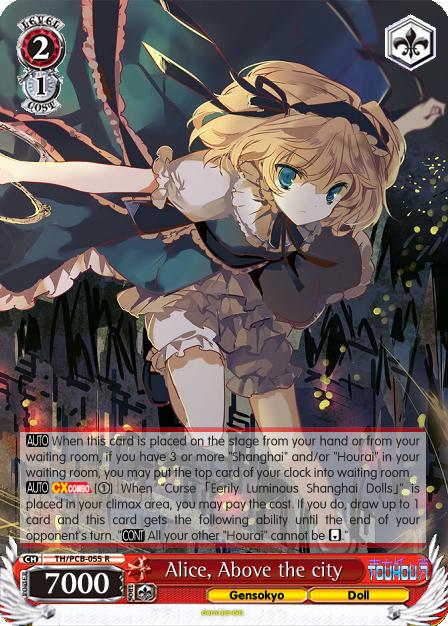 LEVEL
2
1
COST
AUTO When this card is placed on the stage from your hand or from your
waiting room, if you have 3 or more "Shanghai" and/or "Hourai" in your
waiting room, you may put the top card of your clock into waiting room.
AUTO CXCOMBO [①] When "Curse「Eerily Luminous Shanghai Dolls」" is
placed in your climax area, you may pay the cost. If you do, draw up to 1
card and this card gets the following ability until the end of your
opponent's turn. "CONT All your other "Hourai" cannot be ."
CH TH/PCB-055 R
POWER 7000 SOUL
Alice, Above the city
TOUHOU
Gensokyo Doll